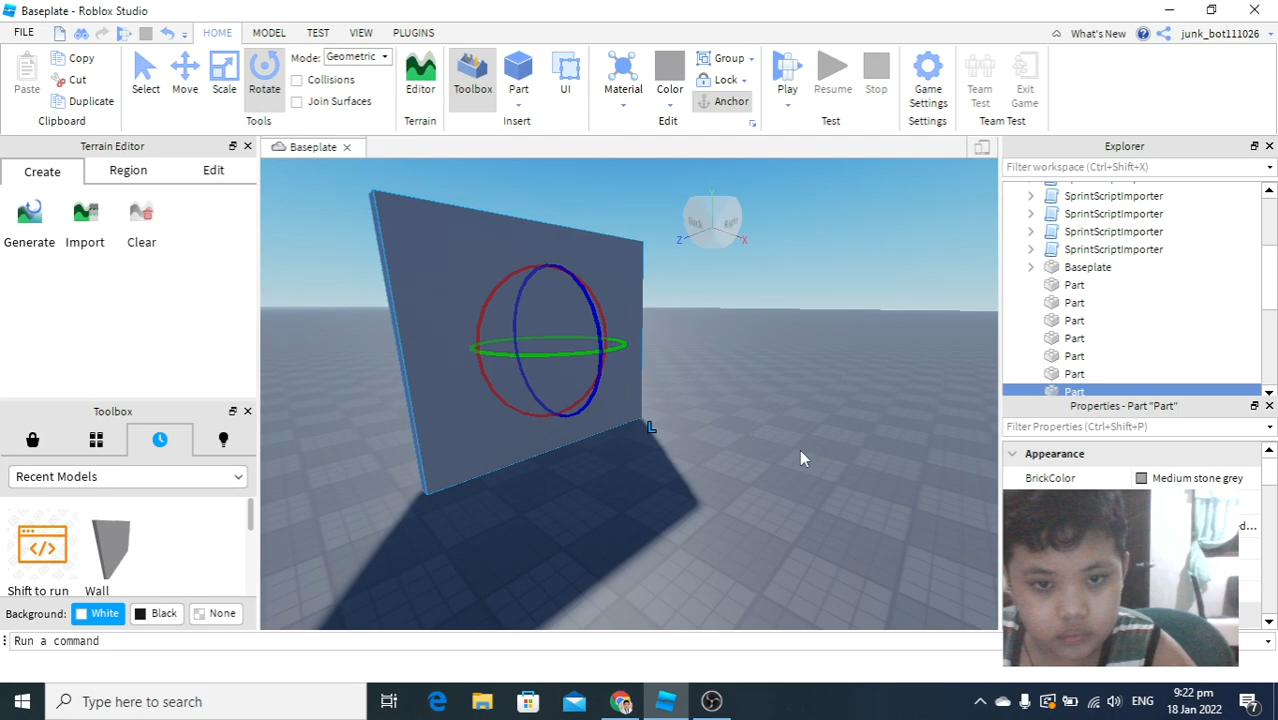 Baseplate - Roblox Studio
FILE HOME MODEL TEST VIEW PLUGINS What's New junk_bot111026
Paste Copy Cut Duplicate Clipboard
Select Move Scale Rotate Tools
Mode: Geometric
Collisions
Join Surfaces
Editor Terrain
Toolbox Part UI Insert
Material Color Group Lock Anchor Edit
Play Resume Stop Test
Game Settings Settings
Team Test Exit Game Team Test
Terrain Editor
Create Region Edit
Generate Import Clear
Baseplate
Y
Back Right
Z X
L
Toolbox
Recent Models
Shift to run Wall
Background: White Black None
Run a command
Explorer
Filter workspace (Ctrl+Shift+X)
SprintScriptImporter
SprintScriptImporter
SprintScriptImporter
SprintScriptImporter
Baseplate
Part
Part
Part
Part
Part
Part
Part
Properties - Part "Part"
Filter Properties (Ctrl+Shift+P)
Appearance
BrickColor Medium stone grey
d...
Type here to search
ENG
9:22 pm
18 Jan 2022
7